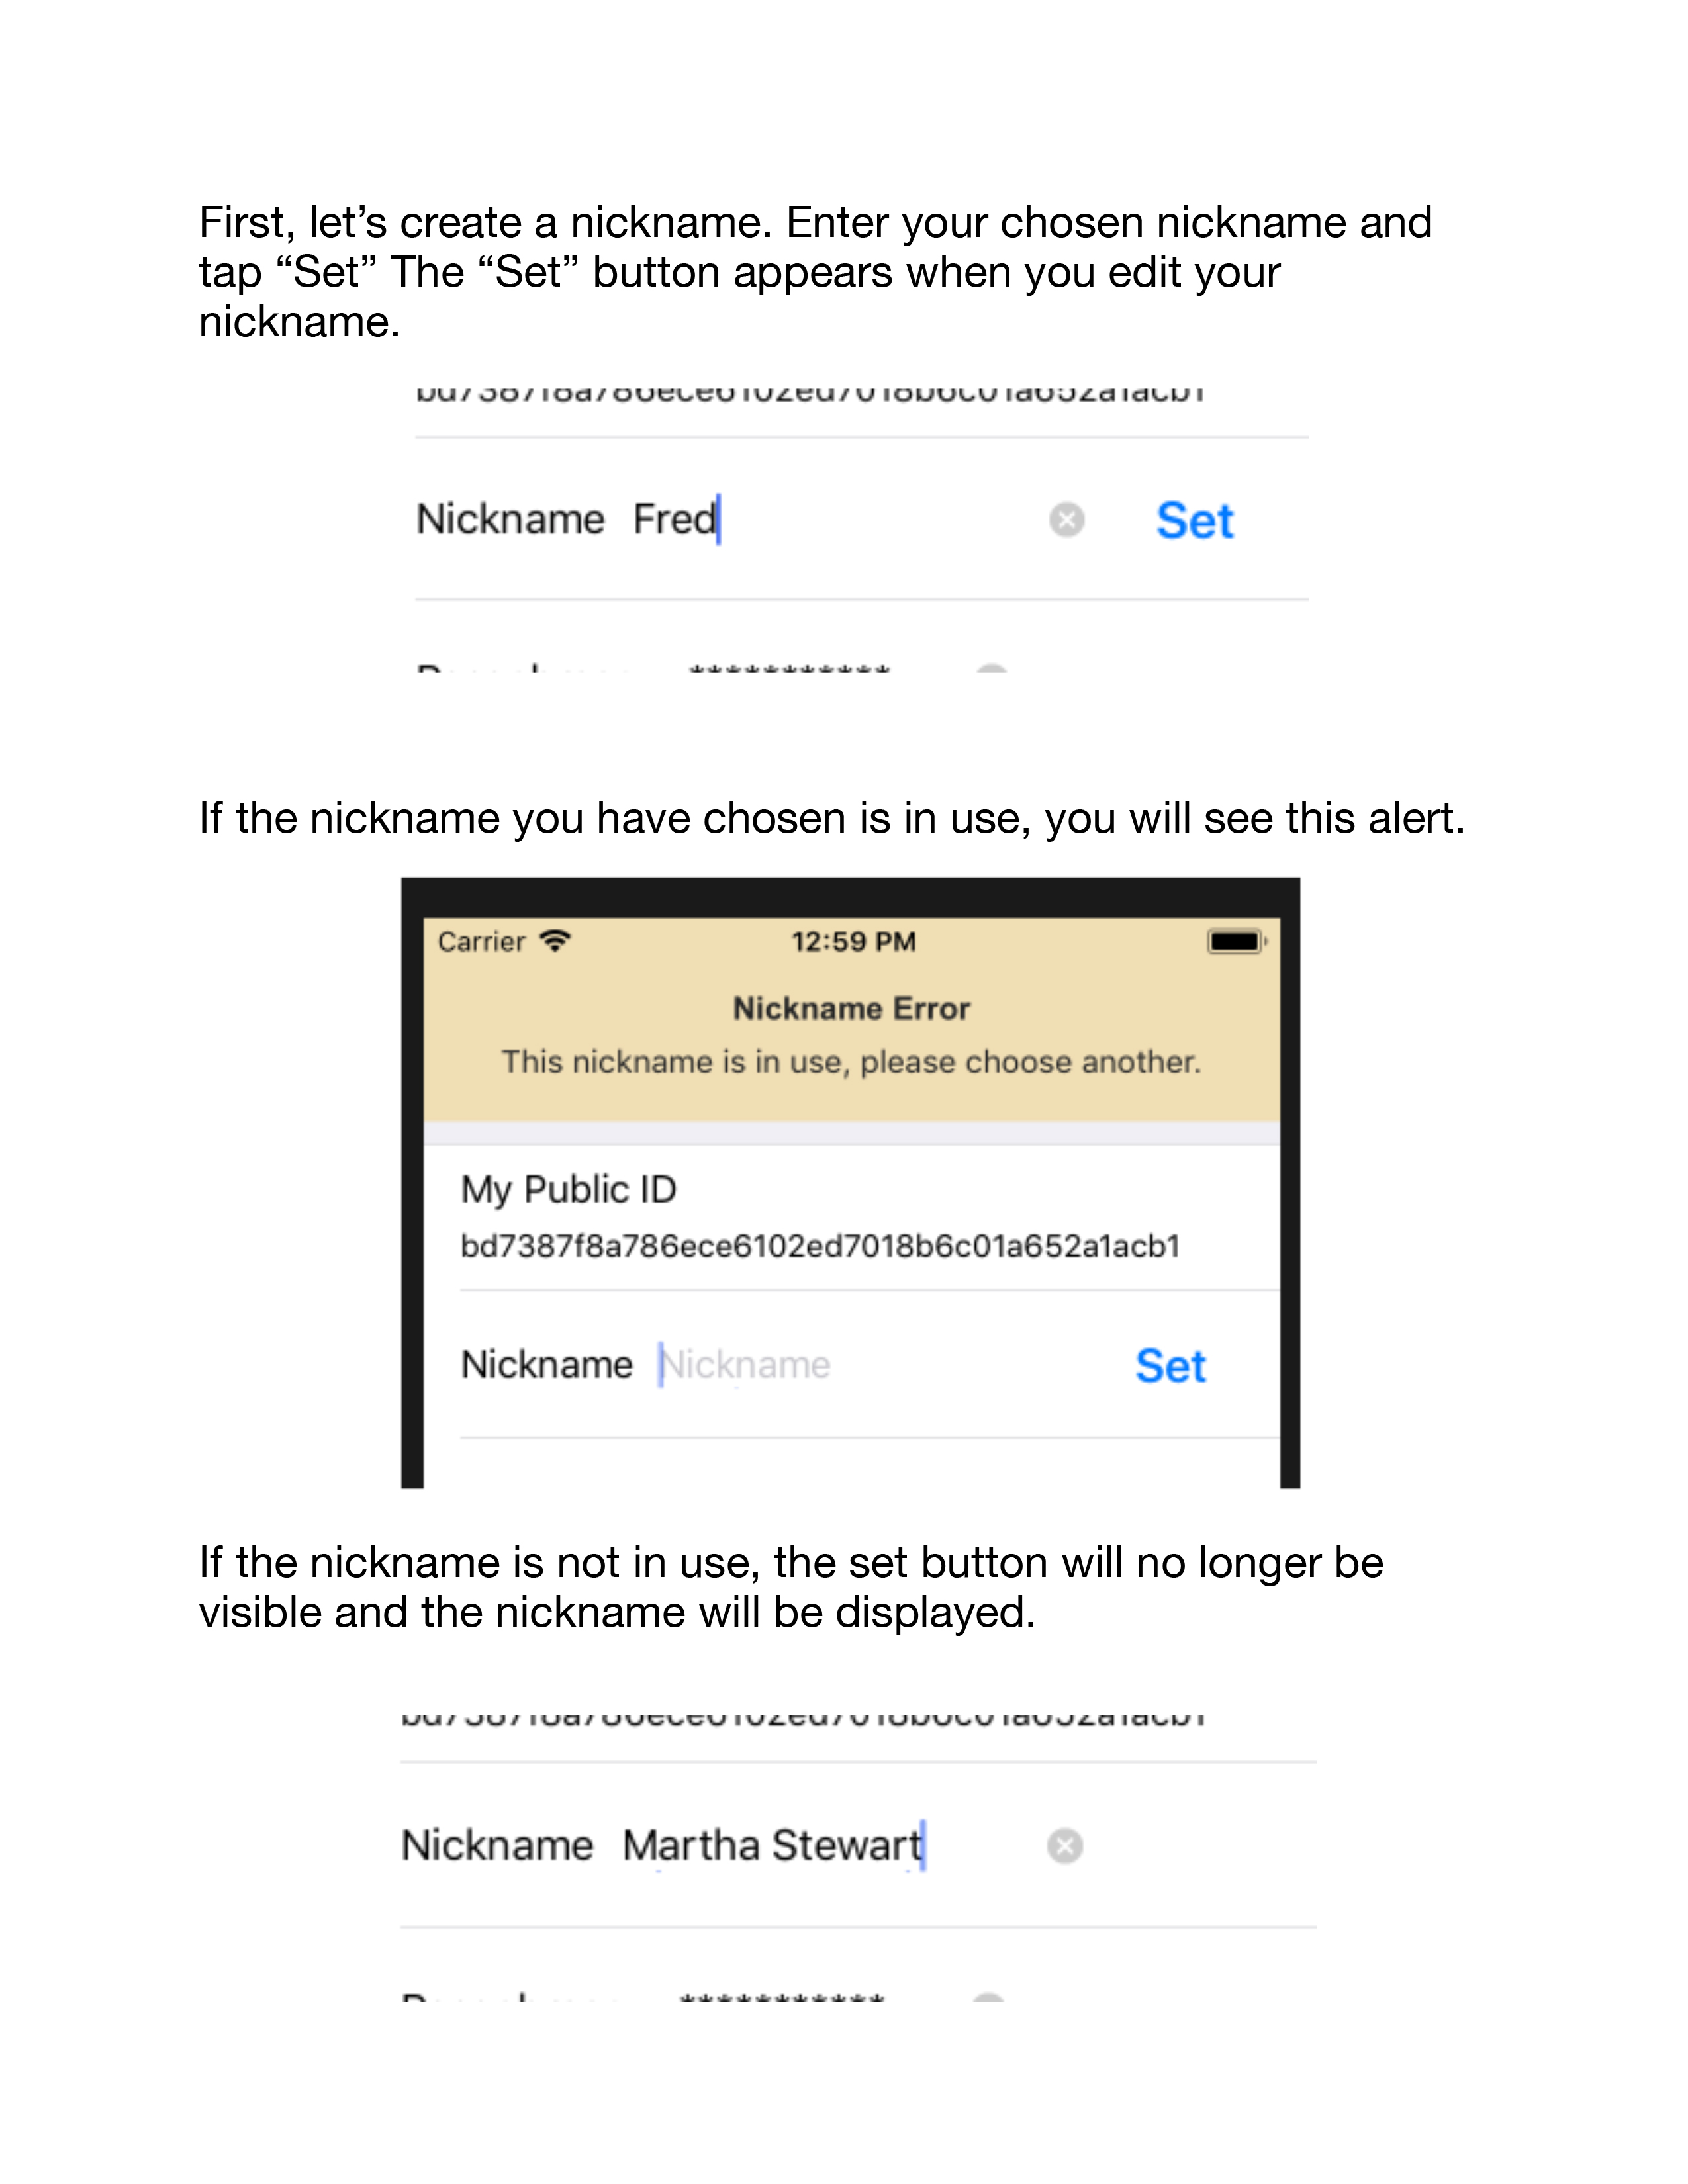 First, let’s create a nickname. Enter your chosen nickname and
tap “Set” The “Set” button appears when you edit your
nickname.
bd7387f8a786ece6102ed7018b6c01a652a1acb1
Nickname Fred Set
***********
If the nickname you have chosen is in use, you will see this alert.
Carrier 12:59 PM
Nickname Error
This nickname is in use, please choose another.
My Public ID
bd7387f8a786ece6102ed7018b6c01a652a1acb1
Nickname Nickname Set
If the nickname is not in use, the set button will no longer be
visible and the nickname will be displayed.
bd7387f8a786ece6102ed7018b6c01a652a1acb1
Nickname Martha Stewart
***********